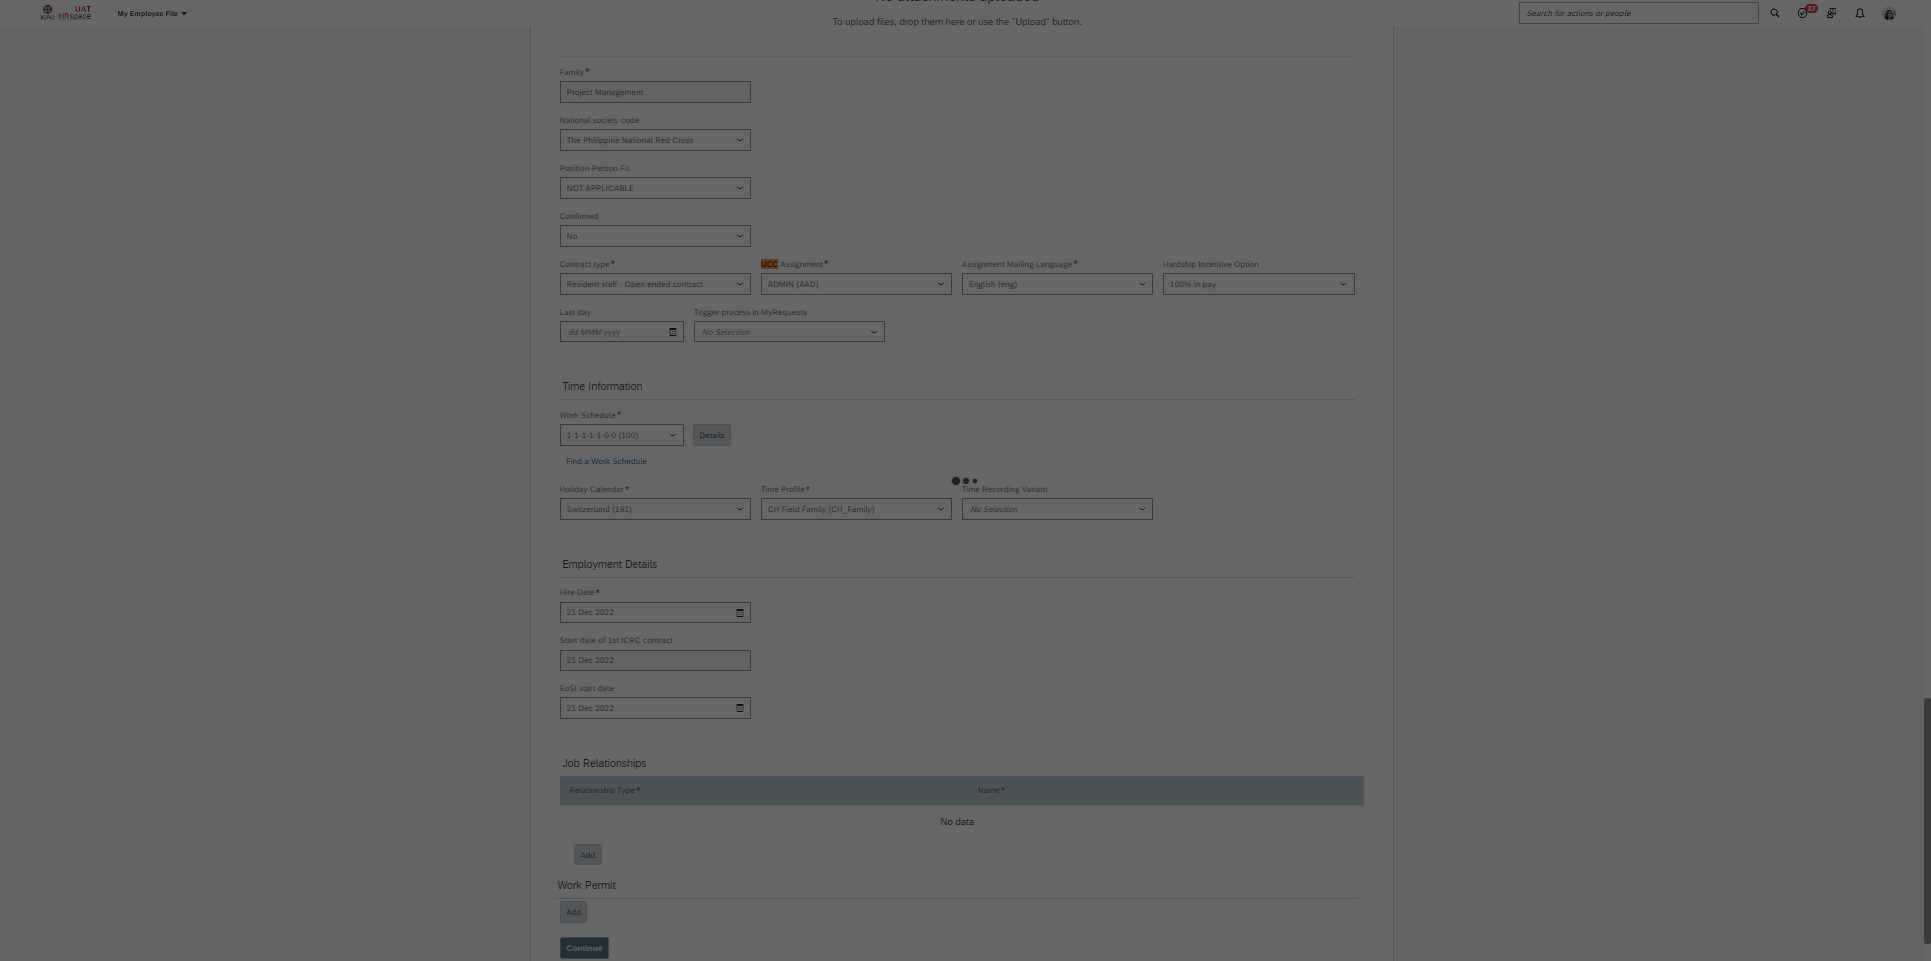 ICRC
UAT
HRspace
My Employee File
Search for actions or people
37
To upload files, drop them here or use the "Upload" button.
Family*
Project Management
National society code
The Philippine National Red Cross
Position-Person Fit
NOT APPLICABLE
Confirmed
No
Contract type* UCC Assignment* Assignment Mailing Language* Hardship Incentive Option
Resident staff - Open ended contract ADMIN (AAD) English (eng) 100% in pay
Last day Trigger process in MyRequests
dd MMM yyyy No Selection
Time Information
Work Schedule*
1-1-1-1-1-0-0 (100) Details
Find a Work Schedule
Holiday Calendar* Time Profile* Time Recording Variant
Switzerland (191) CH Field Family (CH_Family) No Selection
Employment Details
Hire Date*
21 Dec 2022
Start date of 1st ICRC contract
21 Dec 2022
EoSI start date
21 Dec 2022
Job Relationships
Relationship Type* Name*
No data
Add
Work Permit
Add
Continue